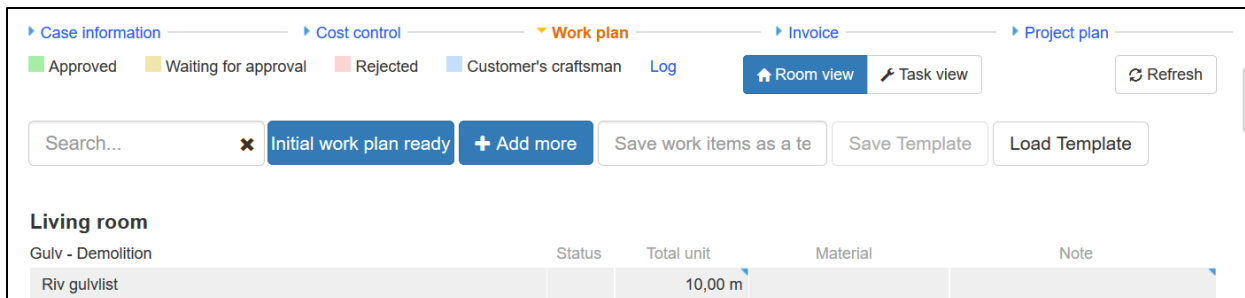 Case information Cost control Work plan Invoice Project plan
Approved Waiting for approval Rejected Customer's craftsman Log Room view Task view Refresh
Search... Initial work plan ready Add more Save work items as a te Save Template Load Template
Living room
Gulv - Demolition Status Total unit Material Note
Riv gulvlist 10,00 m